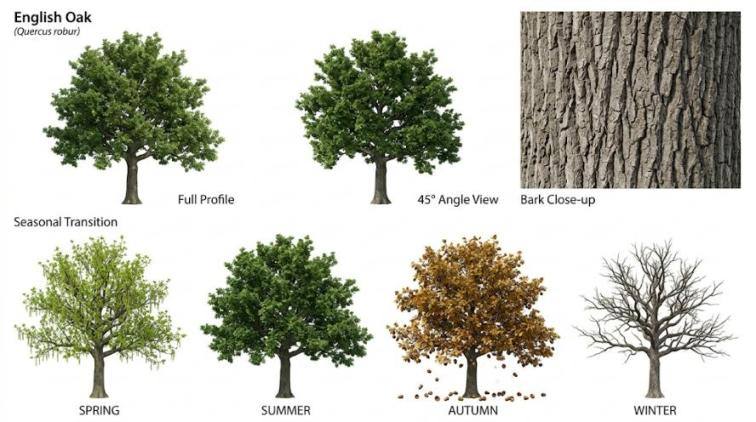 English Oak
(Quercus robur)
Full Profile
45° Angle View
Bark Close-up
Seasonal Transition
SPRING
SUMMER
AUTUMN
WINTER